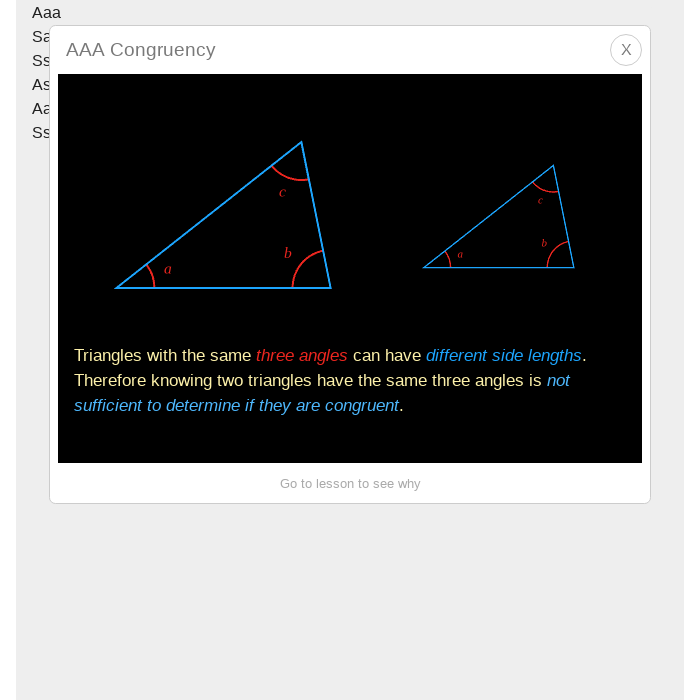 Aaa
Sa
AAA Congruency
X
Ss
As
Aa
Ss
c
a
b
c
a
b
Triangles with the same three angles can have different side lengths.
Therefore knowing two triangles have the same three angles is not
sufficient to determine if they are congruent.
Go to lesson to see why